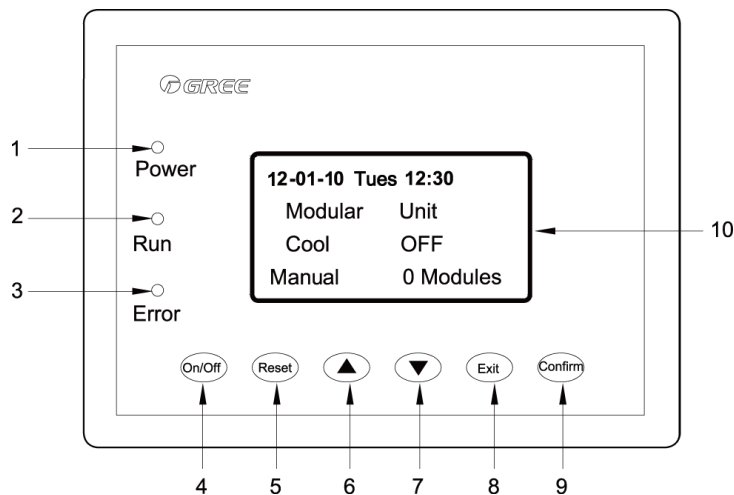 GREE
1
Power
2
Run
3
Error
12-01-10 Tues 12:30
Modular Unit
Cool OFF
Manual 0 Modules
10
On/Off Reset ▲ ▼ Exit Confirm
4 5 6 7 8 9